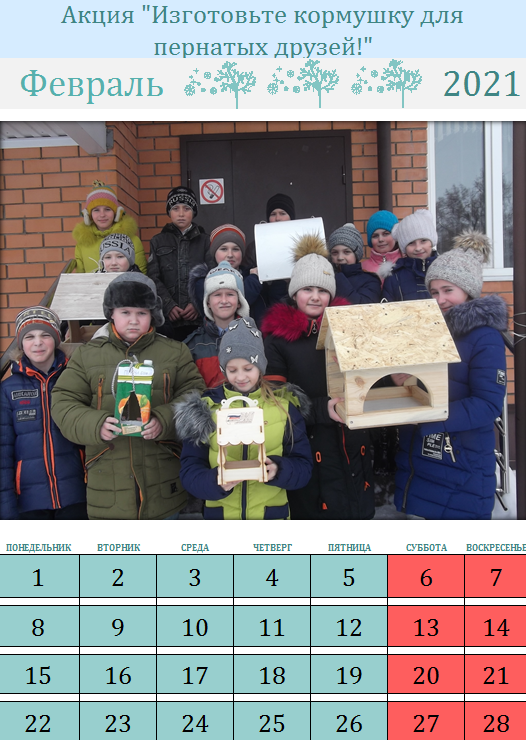 Акция "Изготовьте кормушку для
пернатых друзей!"
Февраль 2021
ПОНЕДЕЛЬНИК ВТОРНИК СРЕДА ЧЕТВЕРГ ПЯТНИЦА СУББОТА ВОСКРЕСЕНЬЕ
1 2 3 4 5 6 7
8 9 10 11 12 13 14
15 16 17 18 19 20 21
22 23 24 25 26 27 28